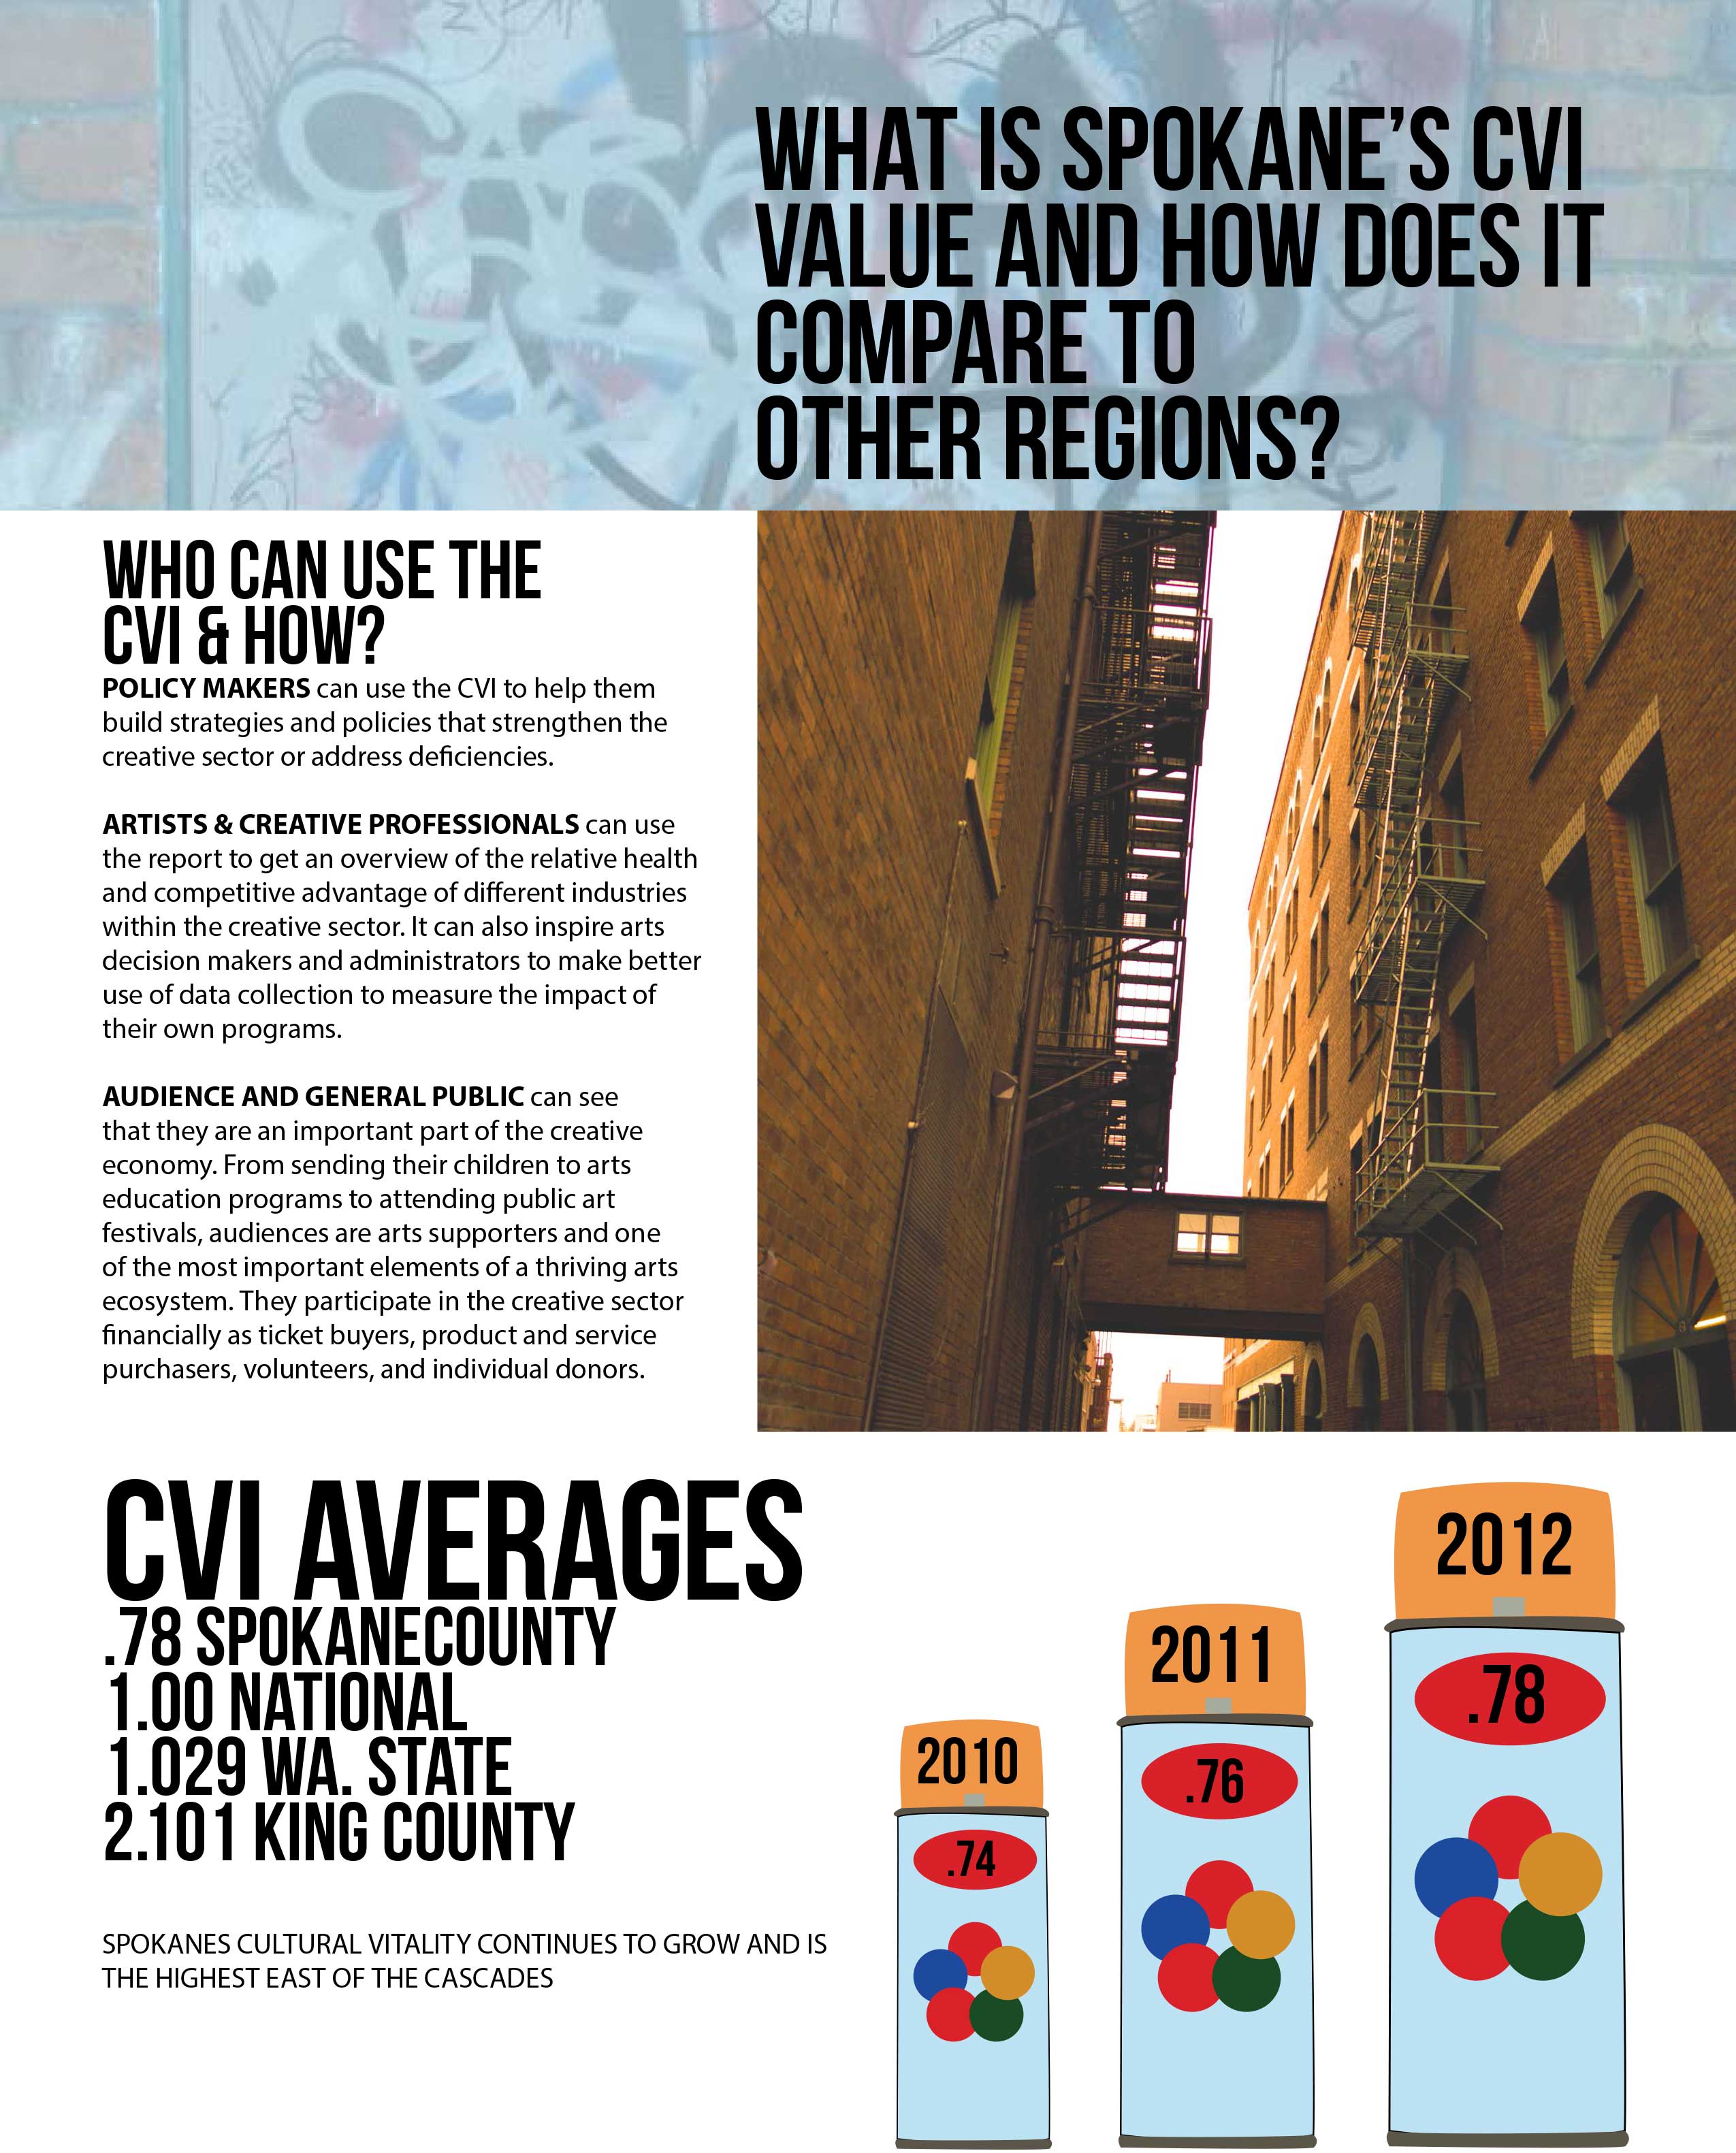 WHAT IS SPOKANE’S CVI
VALUE AND HOW DOES IT
COMPARE TO
OTHER REGIONS?
WHO CAN USE THE
CVI & HOW?
POLICY MAKERS can use the CVI to help them
build strategies and policies that strengthen the
creative sector or address deficiencies.
ARTISTS & CREATIVE PROFESSIONALS can use
the report to get an overview of the relative health
and competitive advantage of different industries
within the creative sector. It can also inspire arts
decision makers and administrators to make better
use of data collection to measure the impact of
their own programs.
AUDIENCE AND GENERAL PUBLIC can see
that they are an important part of the creative
economy. From sending their children to arts
education programs to attending public art
festivals, audiences are arts supporters and one
of the most important elements of a thriving arts
ecosystem. They participate in the creative sector
financially as ticket buyers, product and service
purchasers, volunteers, and individual donors.
CVI AVERAGES
.78 SPOKANECOUNTY
1.00 NATIONAL
1.029 WA. STATE
2.101 KING COUNTY
SPOKANES CULTURAL VITALITY CONTINUES TO GROW AND IS
THE HIGHEST EAST OF THE CASCADES
2010
.74
2011
.76
2012
.78